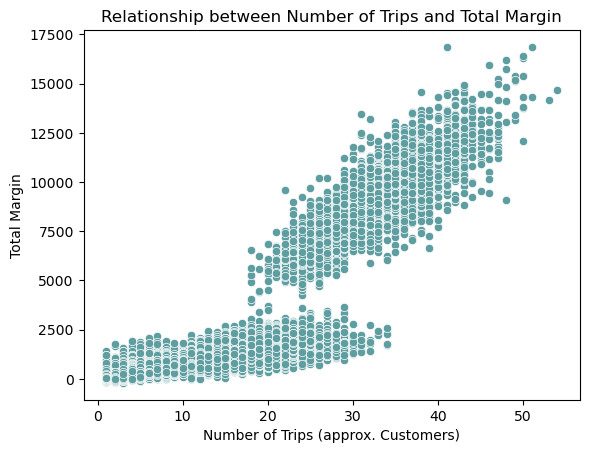 Relationship between Number of Trips and Total Margin
17500
15000
12500
10000
7500
5000
2500
0
Total Margin
0 10 20 30 40 50
Number of Trips (approx. Customers)